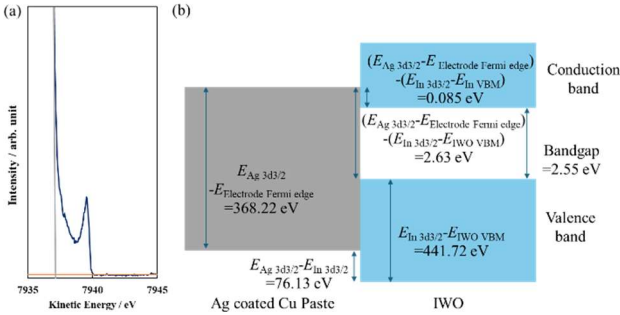 (a)
Intensity / arb. unit
7935
7940
7945
Kinetic Energy / eV
(b)
(EAg 3d3/2-E Electrode Fermi edge)
-(EIn 3d3/2-EIn VBM)
=0.085 eV
Conduction
band
(EAg 3d3/2-EElectrode Fermi edge)
-(EIn 3d3/2-EIWO VBM)
=2.63 eV
Bandgap
=2.55 eV
EAg 3d3/2
-EElectrode Fermi edge
=368.22 eV
EIn 3d3/2-EIWO VBM
=441.72 eV
Valence
band
EAg 3d3/2-EIn 3d3/2
=76.13 eV
Ag coated Cu Paste
IWO